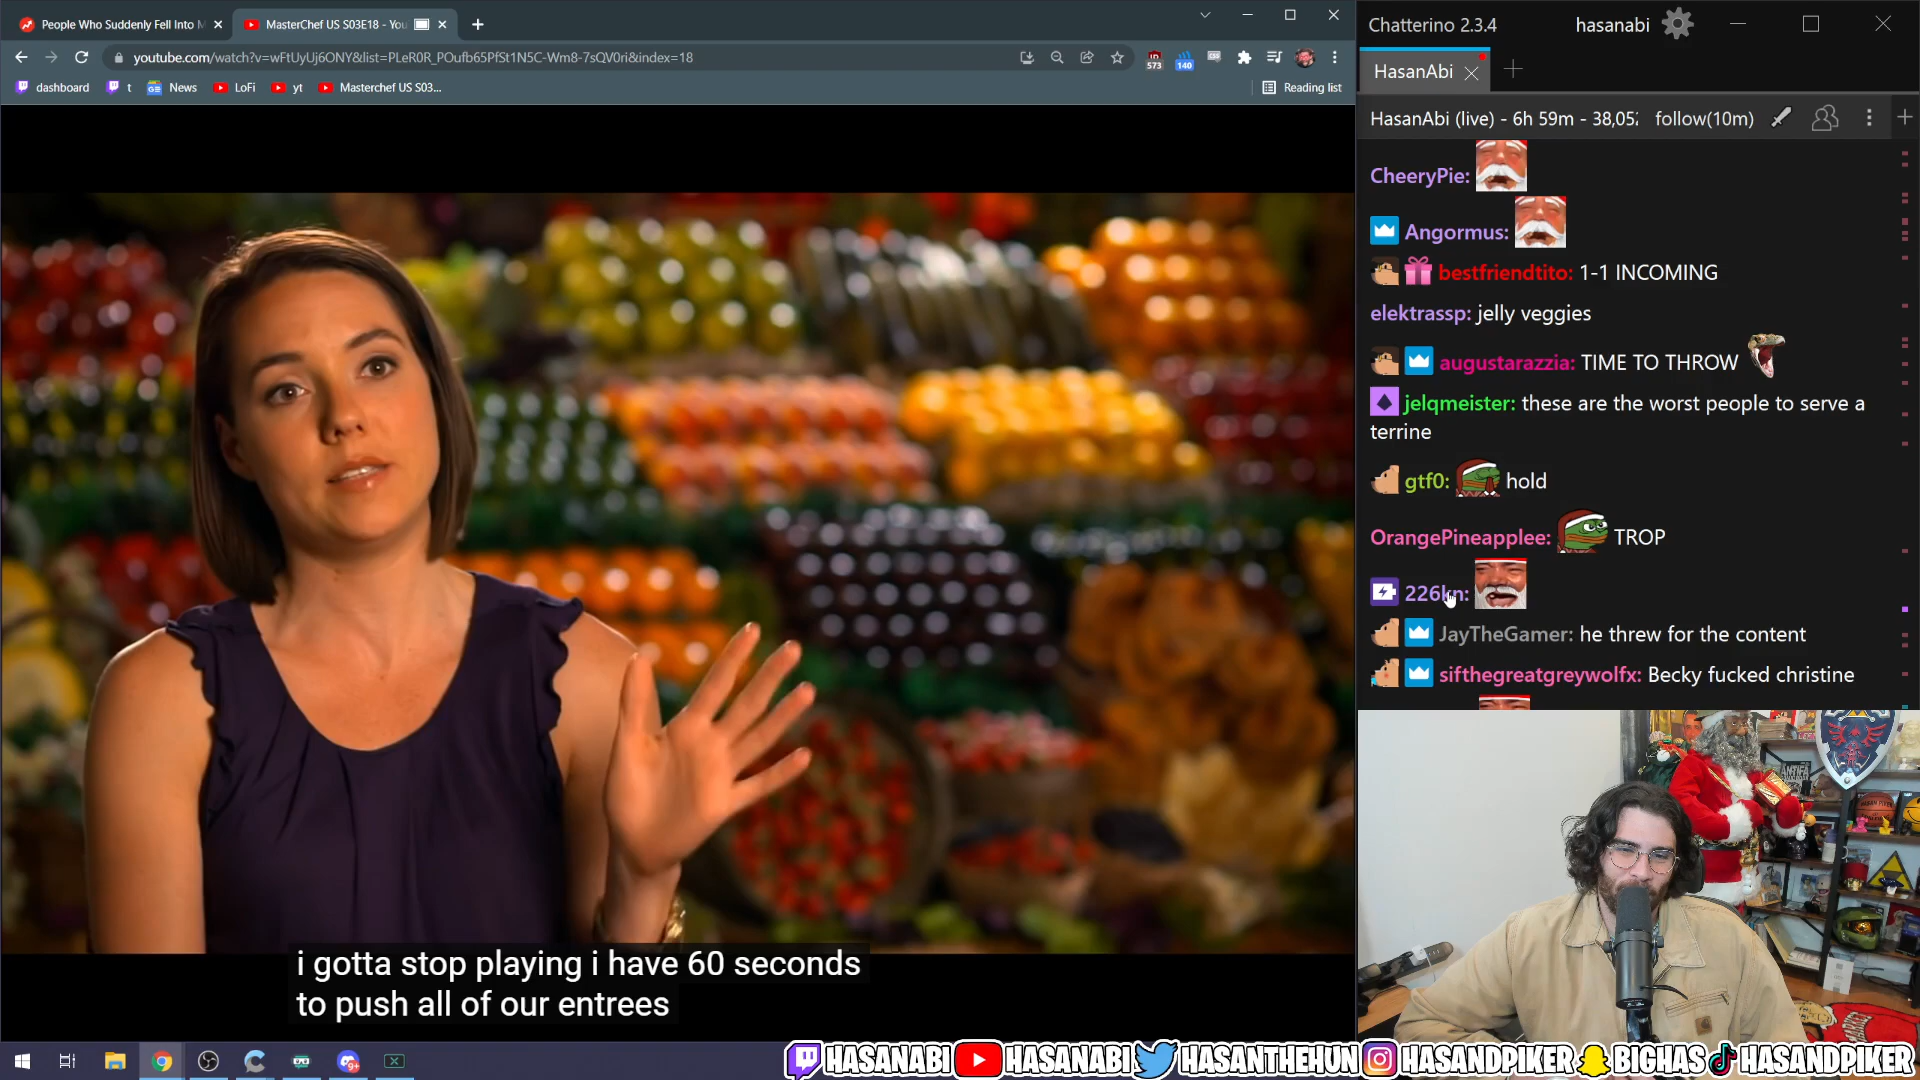 People Who Suddenly Fell Into M
MasterChef US S03E18 - You
youtube.com/watch?v=wFtUyUj6ONY&list=PLeR0R_POufb65PfSt1N5C-Wm8-7sQV0ri&index=18
573
140
dashboard
t
News
LoFi
yt
Masterchef US S03...
Reading list
i gotta stop playing i have 60 seconds
to push all of our entrees
Chatterino 2.3.4
hasanabi
HasanAbi
HasanAbi (live) - 6h 59m - 38,05
follow(10m)
CheeryPie:
Angormus:
bestfriendtito: 1-1 INCOMING
elektrassp: jelly veggies
augustarazzia: TIME TO THROW
jelqmeister: these are the worst people to serve a
terrine
gtf0: hold
OrangePineapplee: TROP
226kn:
JayTheGamer: he threw for the content
sifthegreatgreywolfx: Becky fucked christine
ANTIFA
HASANABI
HASANABI
HASANTHEHUN
HASANDPIKER
BIGHAS
HASANDPIKER